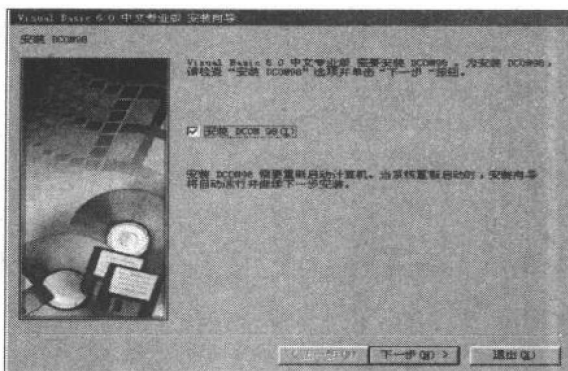 Visual Basic 6.0 中文专业版 安装向导
安装 DCOM98
Visual Basic 6.0 中文专业版 需要安装 DCOM98 。为安装 DCOM98,
请检查 “安装 DCOM98” 选项并单击 “下一步” 按钮。
安装 DCOM 98(L)
安装 DCOM98 需要重新启动计算机。当系统重新启动时，安装向导
将自动运行并继续下一步安装。
下一步(N) >
退出(X)